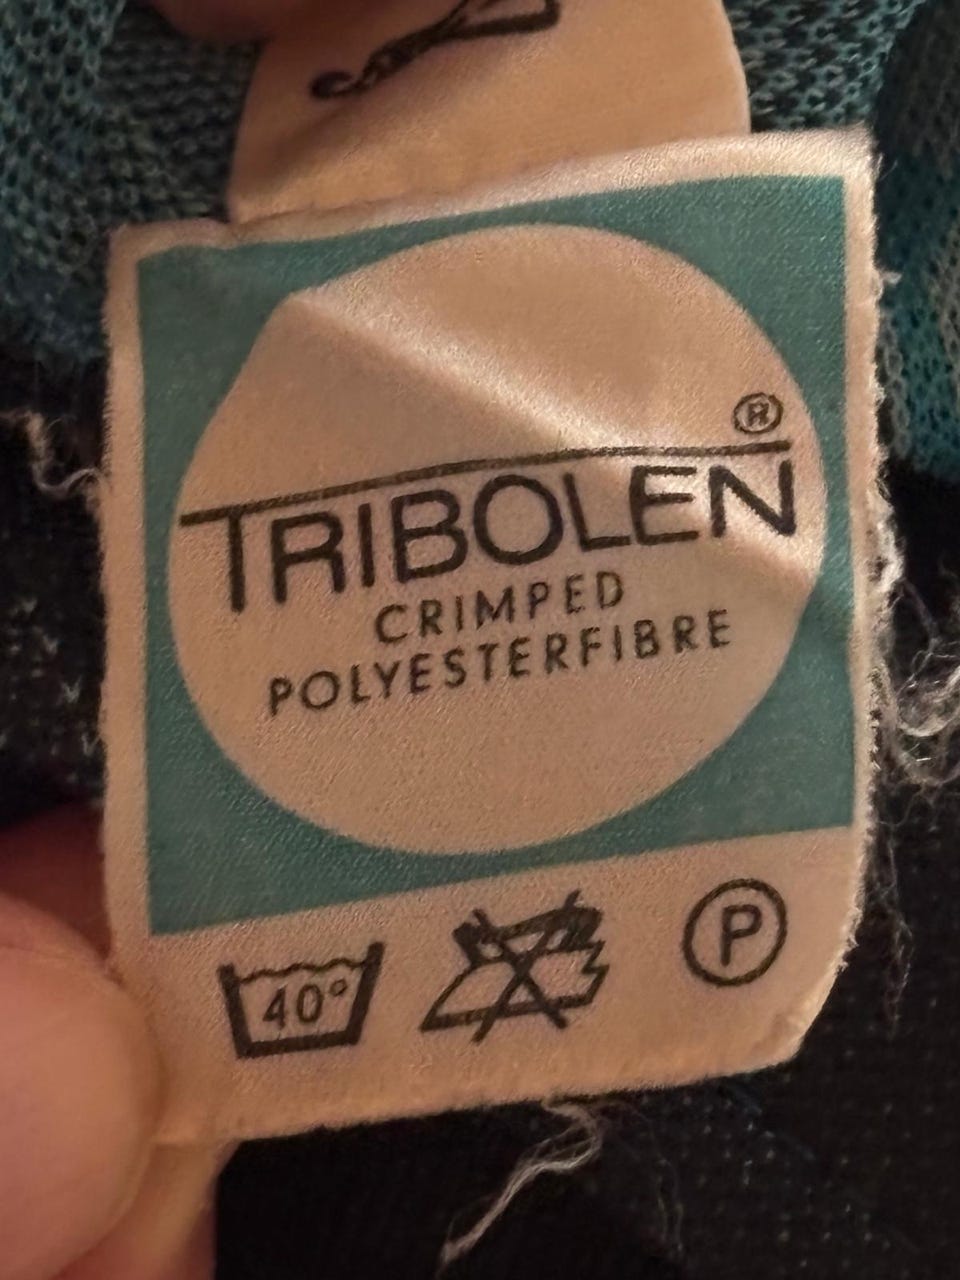 ®
TRIBOLEN
CRIMPED
POLYESTERFIBRE
40°
P